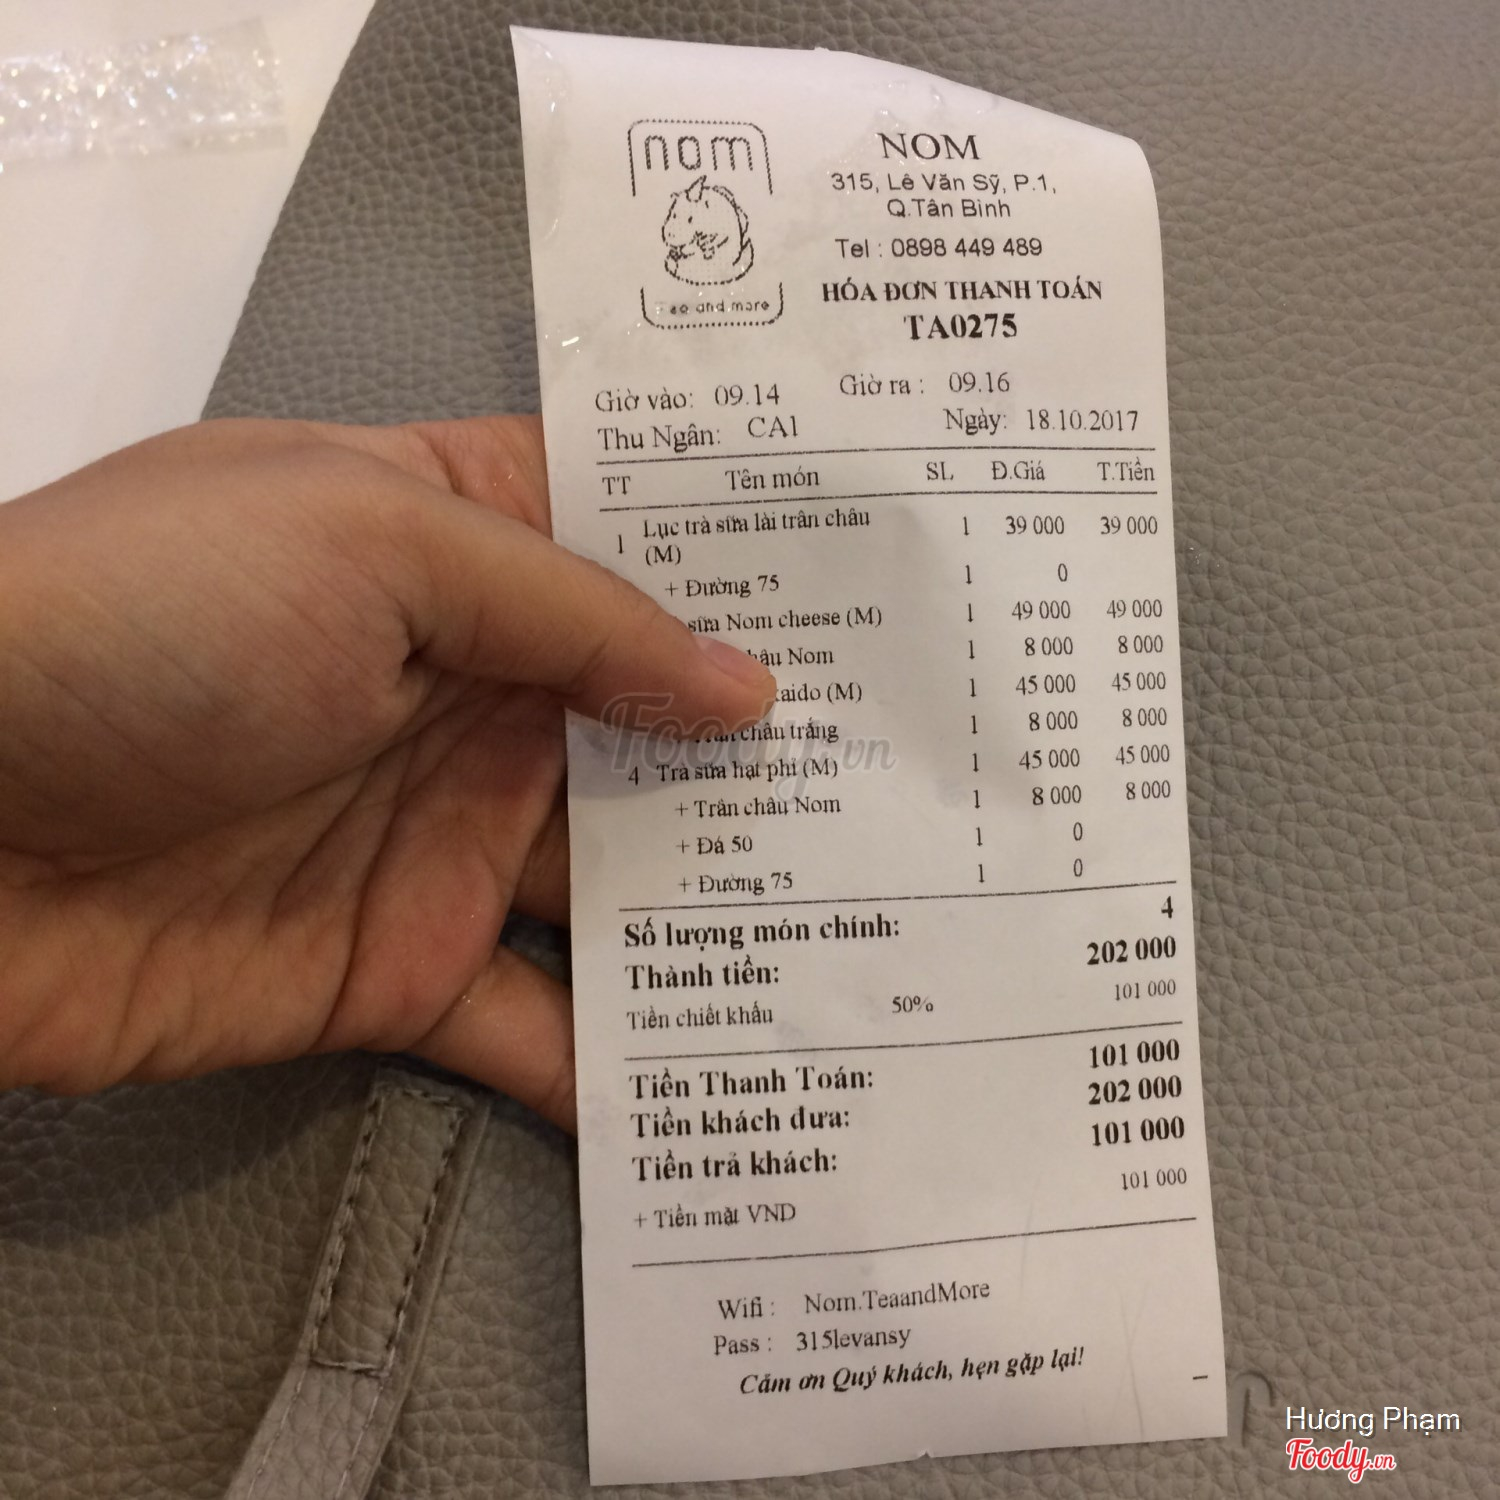 nom
and more
NOM
315, Lê Văn Sỹ, P.1,
Q.Tân Bình
Tel : 0898 449 489
HÓA ĐƠN THANH TOÁN
TA0275
Giờ vào: 09.14 Giờ ra : 09.16
Thu Ngân: CA1 Ngày: 18.10.2017
TT Tên món SL Đ.Giá T.Tiền
1 Lục trà sữa lài trân châu 1 39 000 39 000
(M)
+ Đường 75 1 0
sữa Nom cheese (M) 1 49 000 49 000
Nom 1 8 000 8 000
(M) 1 45 000 45 000
châu trắng 1 8 000 8 000
4 Trà sữa hạt phỉ (M) 1 45 000 45 000
+ Trân châu Nom 1 8 000 8 000
+ Đá 50 1 0
+ Đường 75 1 0
Số lượng món chính: 4
Thành tiền: 202 000
Tiền chiết khấu 50% 101 000
Tiền Thanh Toán: 101 000
Tiền khách đưa: 202 000
Tiền trả khách: 101 000
+ Tiền mặt VND 101 000
Wifi : Nom.TeaandMore
Pass : 315levansy
Cảm ơn Quý khách, hẹn gặp lại!
Foody.vn
Hương Phạm
Foody.vn